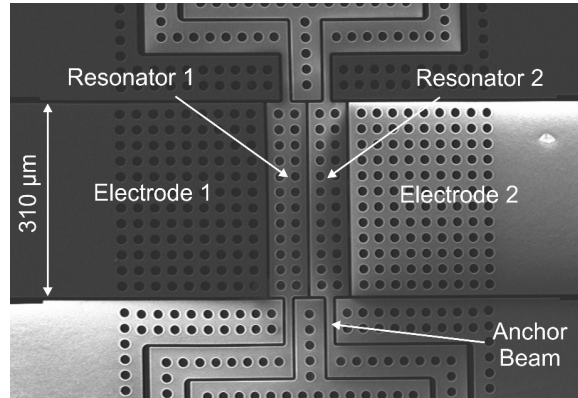 Resonator 1
Resonator 2
310 μm
Electrode 1
Electrode 2
Anchor
Beam